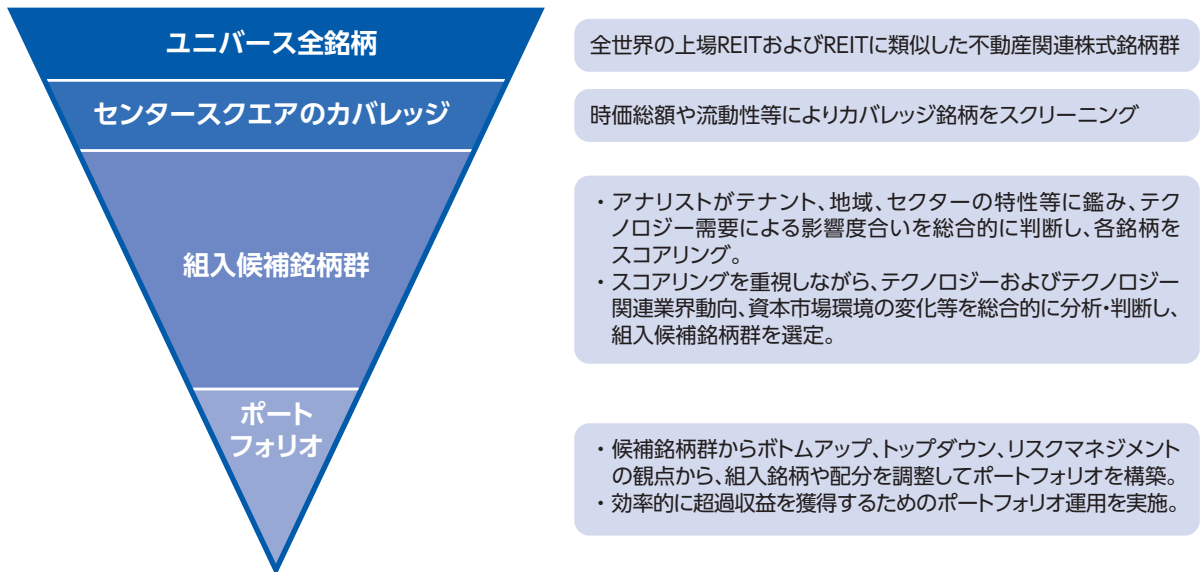 ユニバース全銘柄
全世界の上場REITおよびREITに類似した不動産関連株式銘柄群
センタースクエアのカバレッジ
時価総額や流動性等によりカバレッジ銘柄をスクリーニング
組入候補銘柄群
・アナリストがテナント、地域、セクターの特性等に鑑み、テク
ノロジー需要による影響度合いを総合的に判断し、各銘柄を
スコアリング。
・スコアリングを重視しながら、テクノロジーおよびテクノロジー
関連業界動向、資本市場環境の変化等を総合的に分析・判断し、
組入候補銘柄群を選定。
ポート
フォリオ
・候補銘柄群からボトムアップ、トップダウン、リスクマネジメント
の観点から、組入銘柄や配分を調整してポートフォリオを構築。
・効率的に超過収益を獲得するためのポートフォリオ運用を実施。